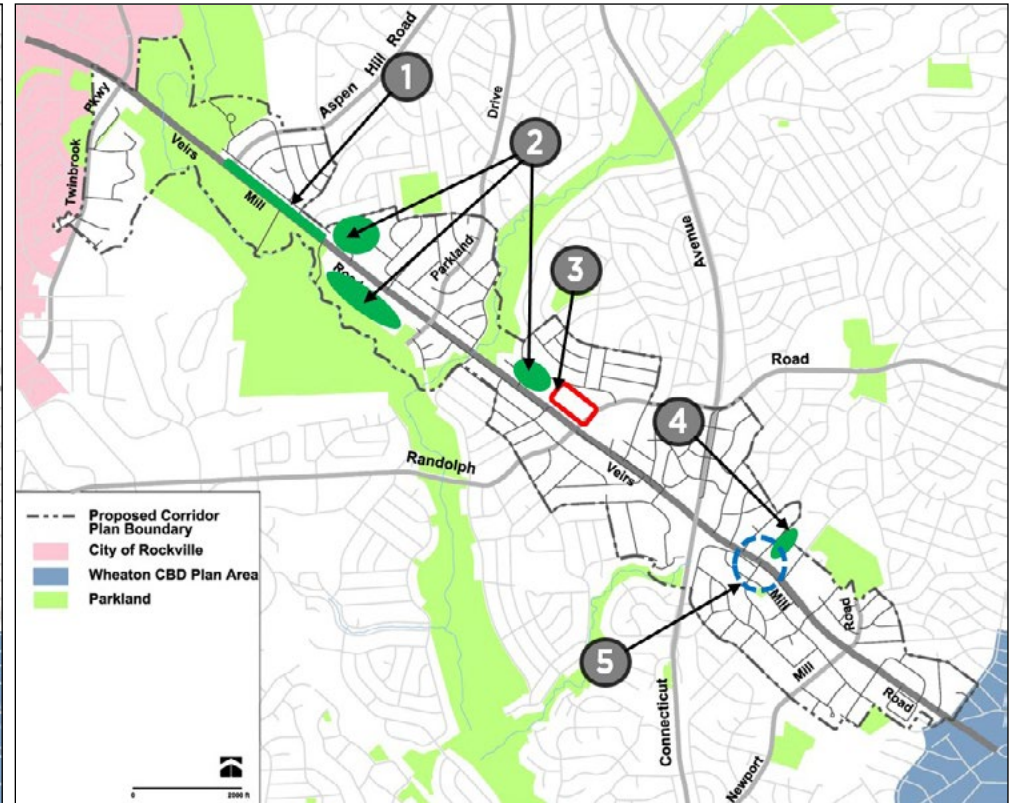 Aspen Hill Road
1
Pkwy
Twinbrook
Veirs
Mill
Road
Drive
2
Parkland
3
Avenue
Road
4
Randolph
Veirs
Mill
Road
5
Mill
Road
Connecticut
Newport
Proposed Corridor
Plan Boundary
City of Rockville
Wheaton CBD Plan Area
Parkland
0
2000 ft